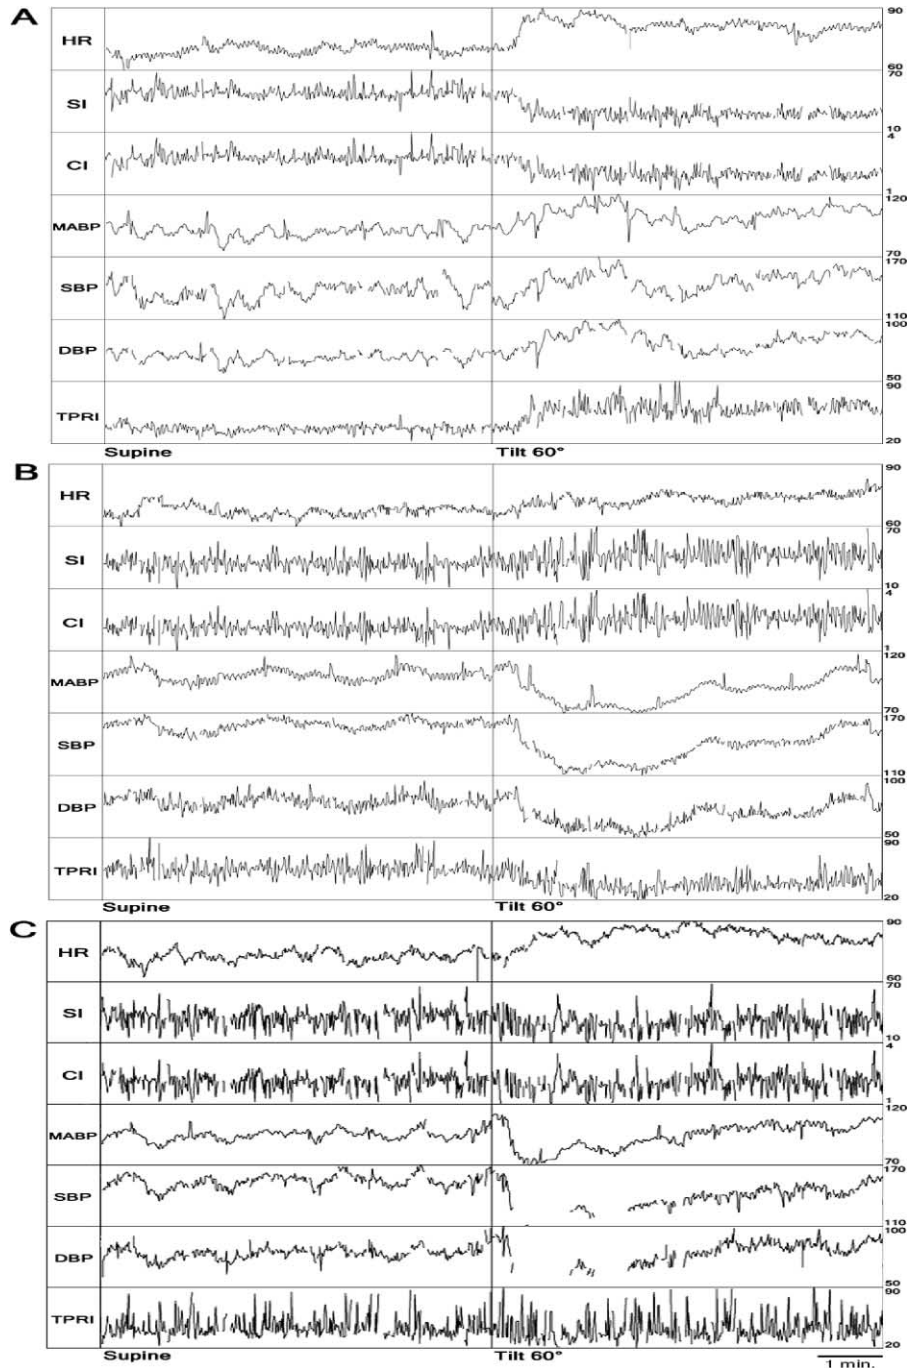 A
HR
90
60
SI
70
10
CI
4
1
MABP
120
70
SBP
170
110
DBP
100
50
TPRI
90
20
Supine Tilt 60°
B
HR
90
60
SI
70
10
CI
4
1
MABP
120
70
SBP
170
110
DBP
100
50
TPRI
90
20
Supine Tilt 60°
C
HR
90
60
SI
70
10
CI
4
1
MABP
120
70
SBP
170
110
DBP
100
50
TPRI
90
20
Supine Tilt 60° 1 min.